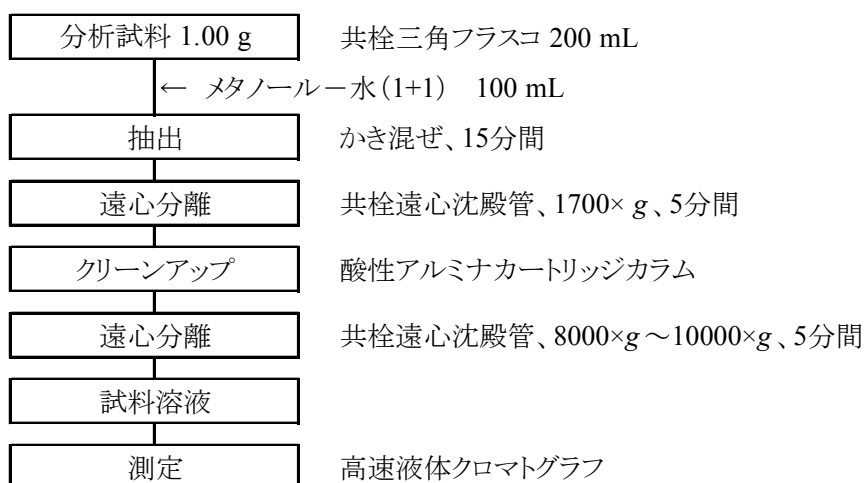 分析試料 1.00 g 共栓三角フラスコ 200 mL
← メタノール－水(1+1) 100 mL
抽出 かき混ぜ、15分間
遠心分離 共栓遠心沈殿管、1700× g 、5分間
クリーンアップ 酸性アルミナカートリッジカラム
遠心分離 共栓遠心沈殿管、8000×g～10000×g 、5分間
試料溶液
測定 高速液体クロマトグラフ